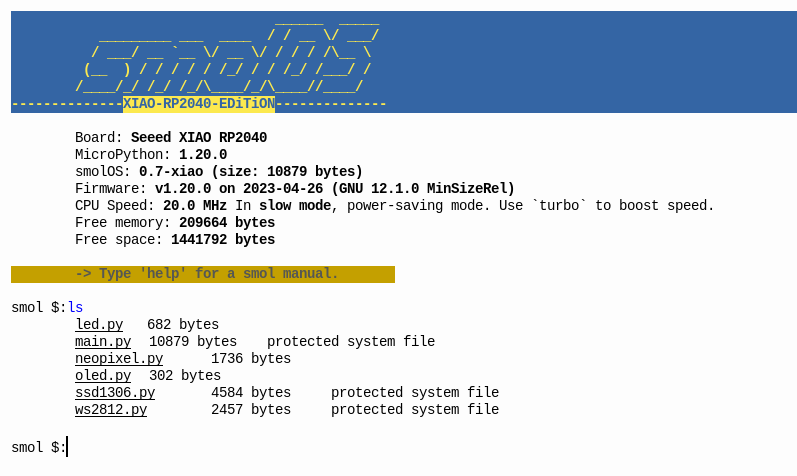 ______  _____
_________ ___  ____  / / __ \/ ___/
/ ___/ __ `__ \/ __ \/ / / / /\__ \
(__  ) / / / / / /_/ / / /_/ /___/ /
/____/_/ /_/ /_/\____/_/\____//____/
--------------XIAO-RP2040-EDiTiON--------------
Board: Seeed XIAO RP2040
MicroPython: 1.20.0
smolOS: 0.7-xiao (size: 10879 bytes)
Firmware: v1.20.0 on 2023-04-26 (GNU 12.1.0 MinSizeRel)
CPU Speed: 20.0 MHz In slow mode, power-saving mode. Use `turbo` to boost speed.
Free memory: 209664 bytes
Free space: 1441792 bytes
-> Type 'help' for a smol manual.
smol $:ls
led.py 682 bytes
main.py 10879 bytes protected system file
neopixel.py 1736 bytes
oled.py 302 bytes
ssd1306.py 4584 bytes protected system file
ws2812.py 2457 bytes protected system file
smol $: